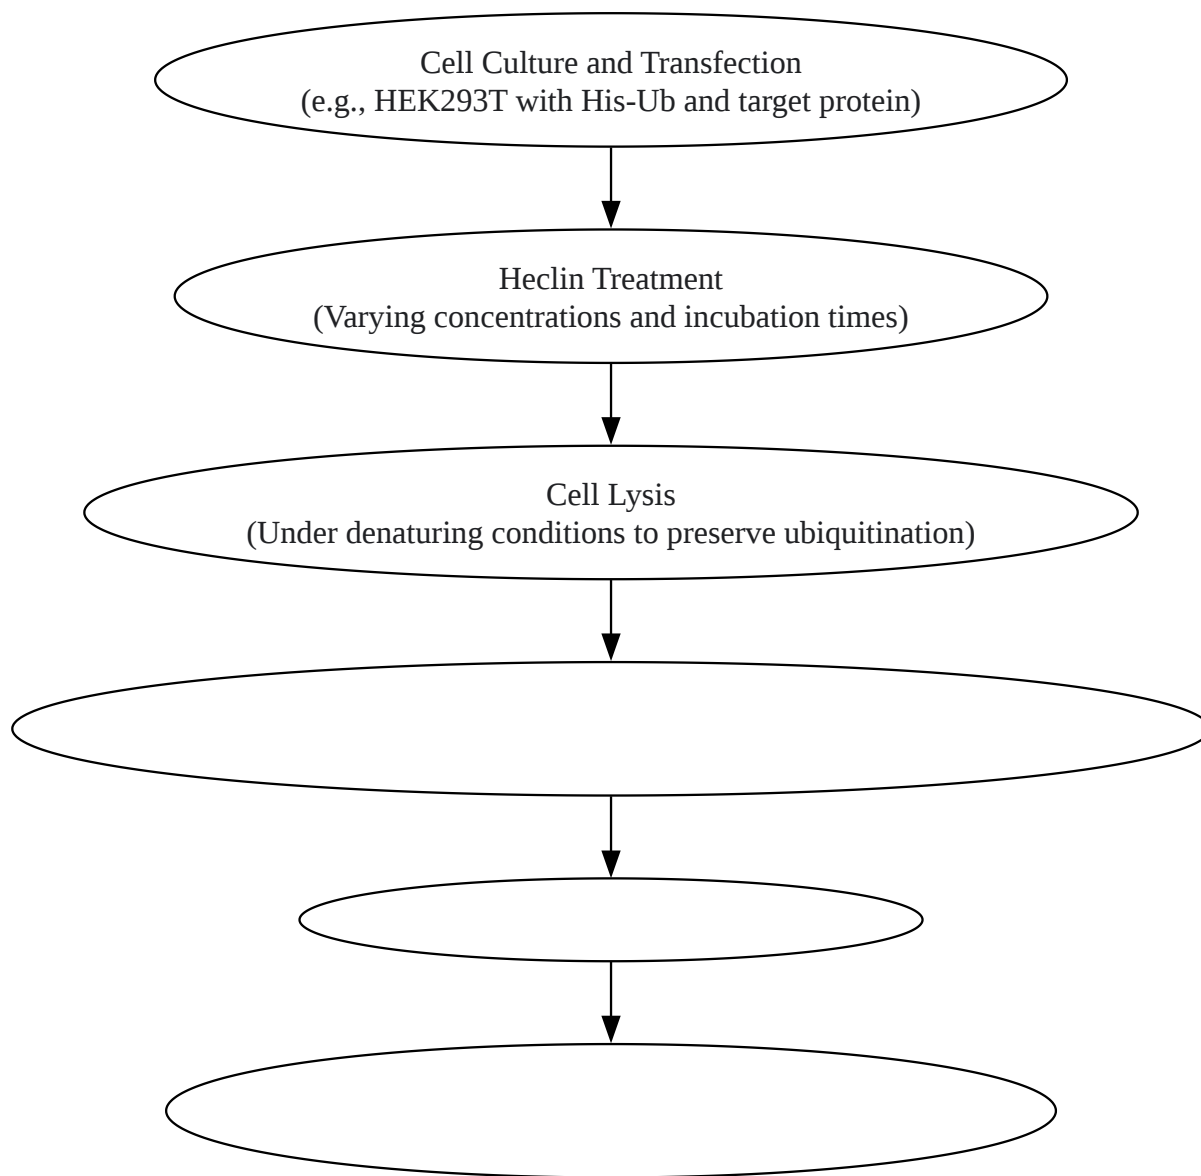 Cell Culture and Transfection
(e.g., HEK293T with His-Ub and target protein)
Heclin Treatment
(Varying concentrations and incubation times)
Cell Lysis
(Under denaturing conditions to preserve ubiquitination)